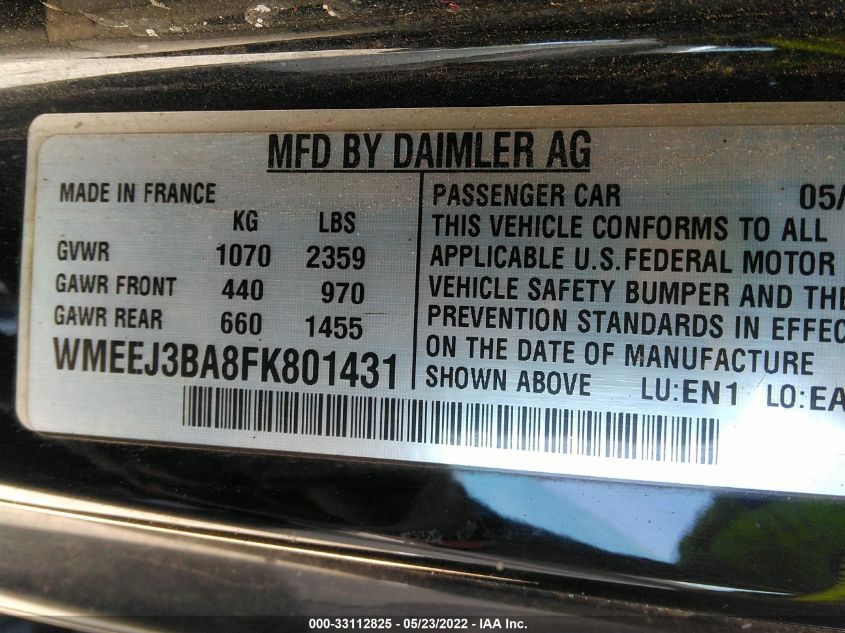 MFD BY DAIMLER AG
MADE IN FRANCE
KG LBS
GVWR 1070 2359
GAWR FRONT 440 970
GAWR REAR 660 1455
WMEEJ3BA8FK801431
PASSENGER CAR 05/
THIS VEHICLE CONFORMS TO ALL
APPLICABLE U.S.FEDERAL MOTOR
VEHICLE SAFETY BUMPER AND THE
PREVENTION STANDARDS IN EFFEC
ON THE DATE OF MANUFACTURE
SHOWN ABOVE LU:EN1 LO:EA
000-33112825 / 05/23/2022 - IAA Inc.